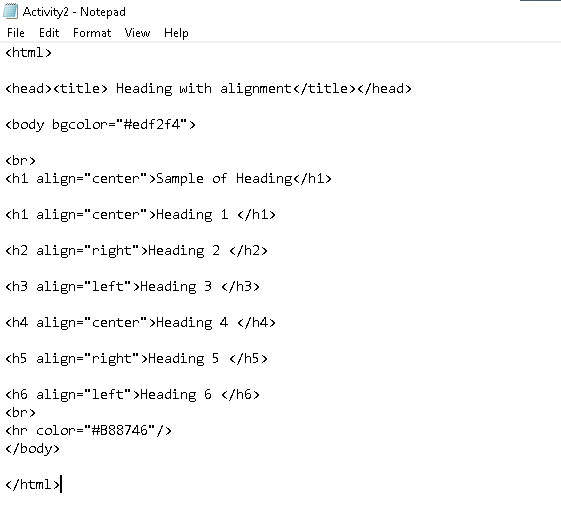 Activity2 - Notepad
File Edit Format View Help
<html>
<head><title> Heading with alignment</title></head>
<body bgcolor="#edf2f4">
<br>
<h1 align="center">Sample of Heading</h1>
<h1 align="center">Heading 1 </h1>
<h2 align="right">Heading 2 </h2>
<h3 align="left">Heading 3 </h3>
<h4 align="center">Heading 4 </h4>
<h5 align="right">Heading 5 </h5>
<h6 align="left">Heading 6 </h6>
<br>
<hr color="#B88746"/>
</body>
</html>